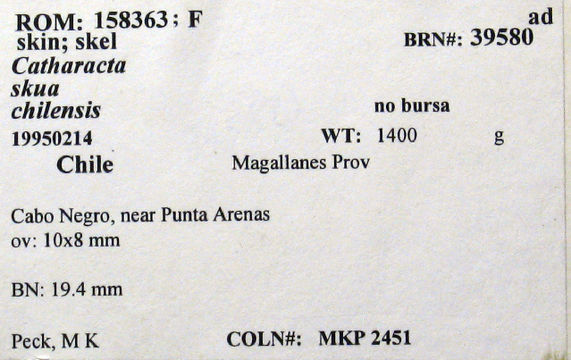 ROM: 158363; F ad
skin; skel BRN#: 39580
Catharacta
skua
chilensis no bursa
19950214 WT: 1400 g
Chile Magallanes Prov
Cabo Negro, near Punta Arenas
ov: 10x8 mm
BN: 19.4 mm
Peck, M K COLN#: MKP 2451